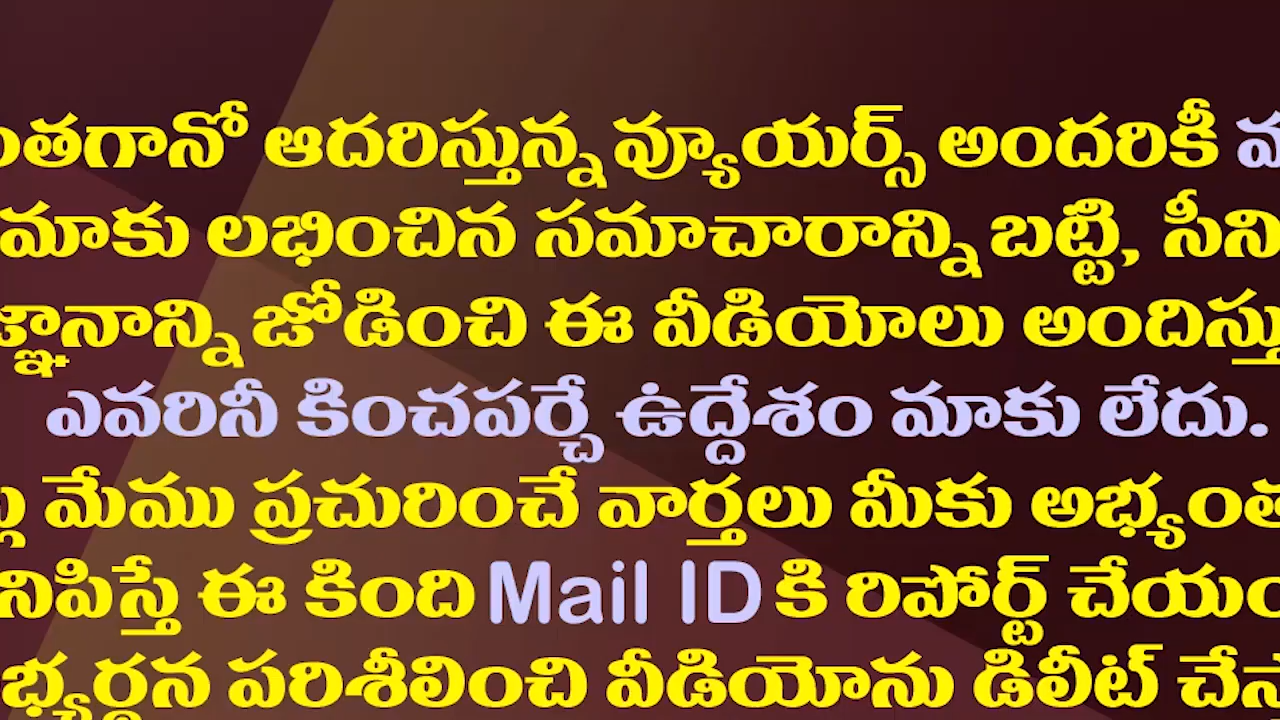 ంతగానో ఆదరిస్తున్న వ్యూయర్స్ అందరికీ
మాకు లభించిన సమాచారాన్ని బట్టి, సీని
జ్ఞానాన్ని జోడించి ఈ వీడియోలు అందిస్తు
ఎవరినీ కించపర్చే ఉద్దేశం మాకు లేదు.
మేము ప్రచురించే వార్తలు మీకు అభ్యంత
నిపిస్తే ఈ కింది Mail ID కి రిపోర్ట్ చేయం
భ్యర్థన పరిశీలించి వీడియోను డిలీట్ చేస